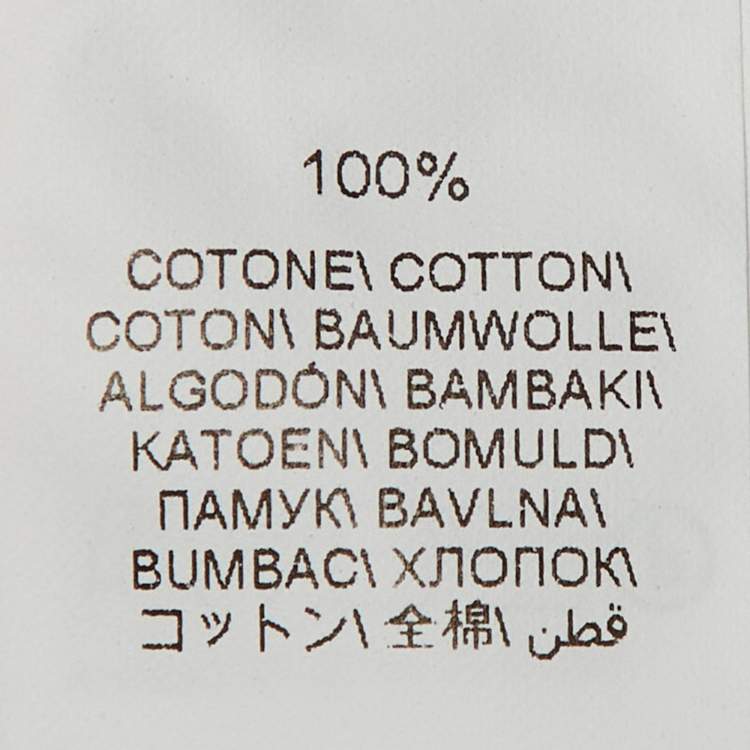 100%
COTONE\ COTTON\
COTON\ BAUMWOLLE\
ALGODÓN\ BAMBAKI\
KATOEN\ BOMULD\
ПАМУК\ BAVLNA\
BUMBAC\ ХЛОПОК\
コットン\ 全棉\ قطن